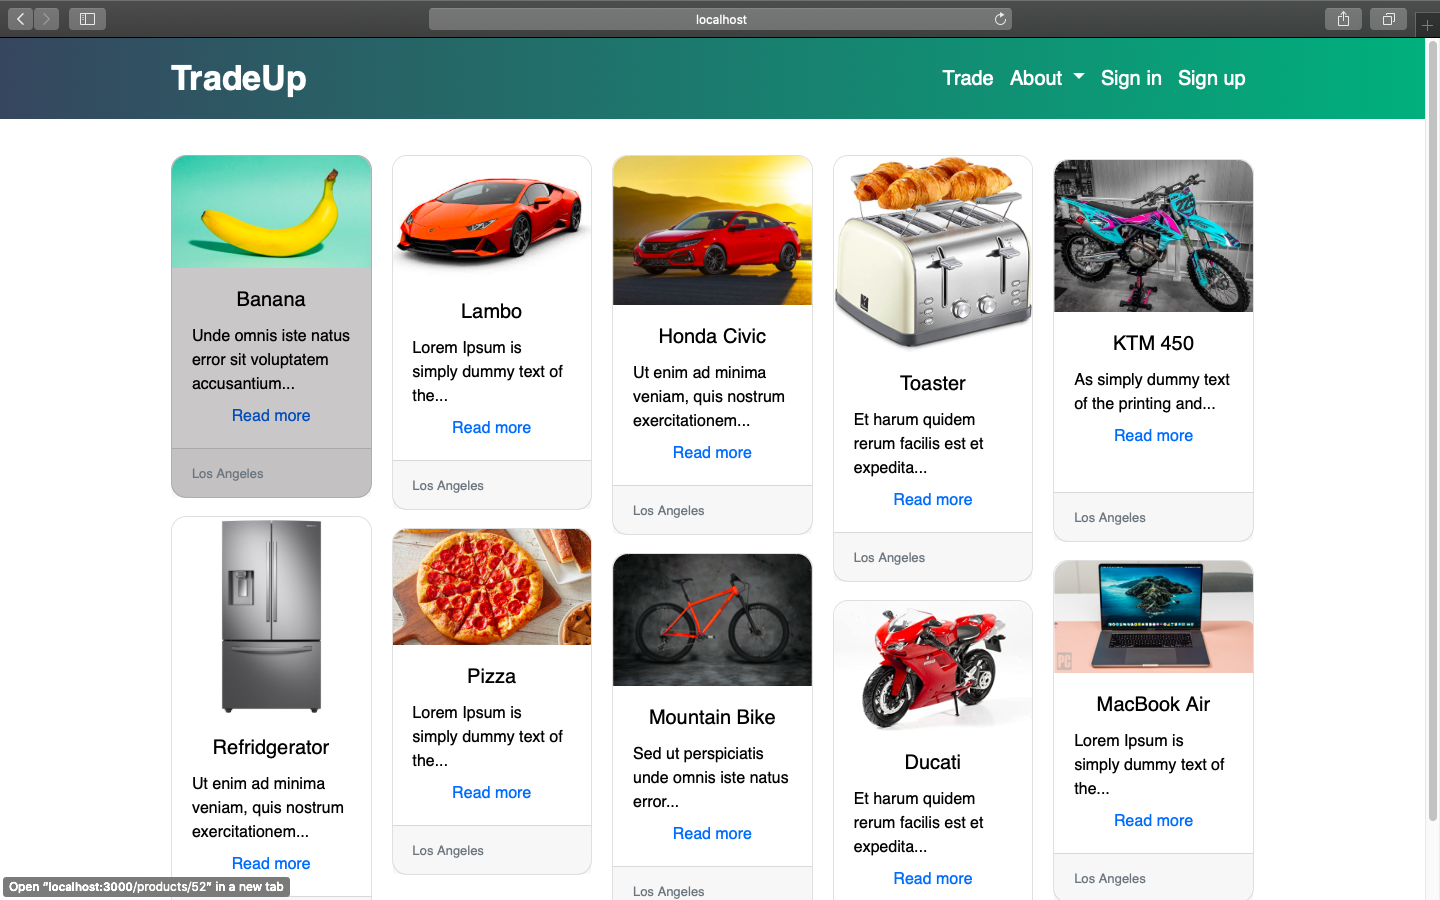 localhost
TradeUp
Trade
About
Sign in
Sign up
Banana
Unde omnis iste natus
error sit voluptatem
accusantium...
Read more
Los Angeles
Lambo
Lorem Ipsum is
simply dummy text of
the...
Read more
Los Angeles
Honda Civic
Ut enim ad minima
veniam, quis nostrum
exercitationem...
Read more
Los Angeles
Toaster
Et harum quidem
rerum facilis est et
expedita...
Read more
Los Angeles
KTM 450
As simply dummy text
of the printing and...
Read more
Los Angeles
Refridgerator
Ut enim ad minima
veniam, quis nostrum
exercitationem...
Read more
Pizza
Lorem Ipsum is
simply dummy text of
the...
Read more
Los Angeles
Mountain Bike
Sed ut perspiciatis
unde omnis iste natus
error...
Read more
Los Angeles
Ducati
Et harum quidem
rerum facilis est et
expedita...
Read more
PC
MacBook Air
Lorem Ipsum is
simply dummy text of
the...
Read more
Los Angeles
Open "localhost:3000/products/52" in a new tab